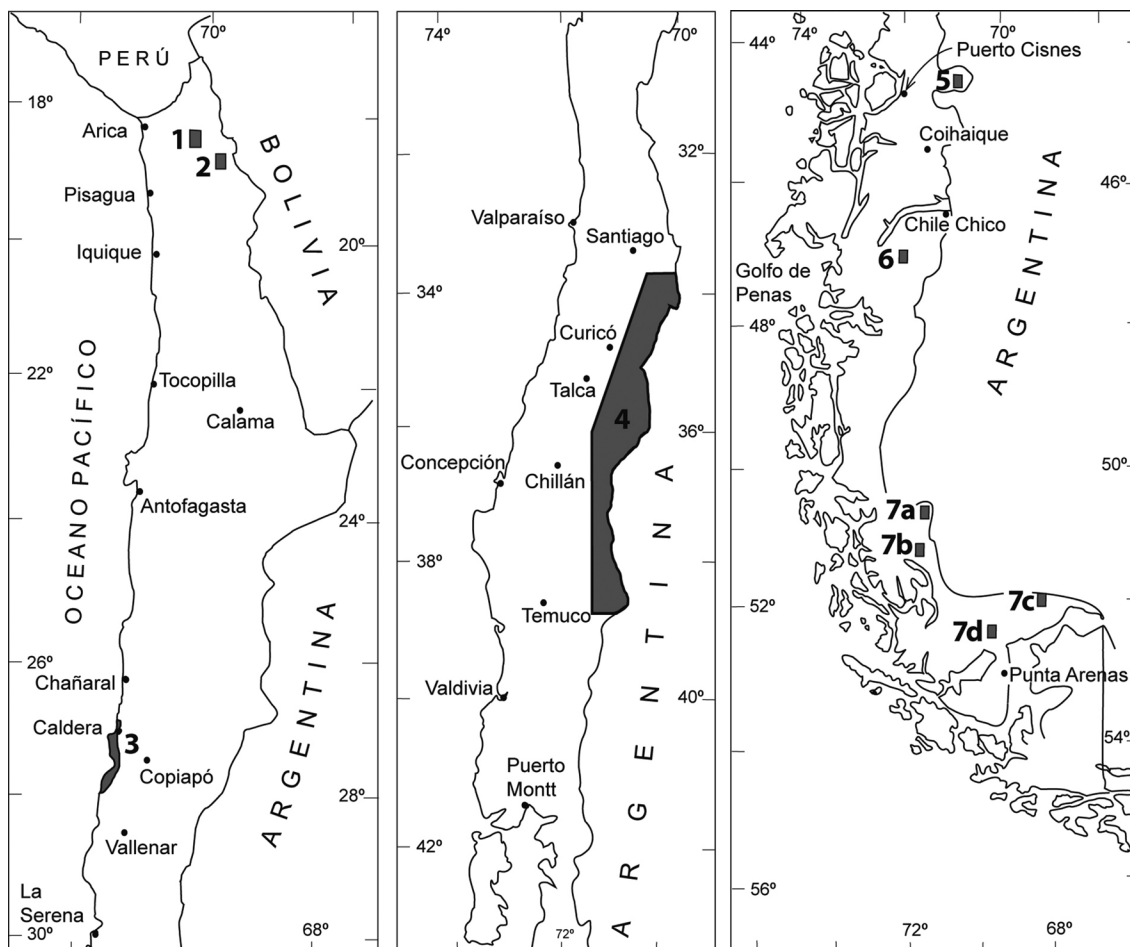 70º
PERÚ
18º
Arica
1
2
BOLIVIA
Pisagua
Iquique
20º
OCEANO PACÍFICO
22º
Tocopilla
Calama
Antofagasta
24º
ARGENTINA
26º
Chañaral
Caldera
3
Copiapó
28º
Vallenar
La
Serena
30º
68º
74º
70º
32º
Valparaíso
Santiago
34º
Curicó
Talca
4
36º
Concepción
Chillán
ARGENTINA
38º
Temuco
Valdivia
40º
Puerto
Montt
42º
72º
44º
74º
70º
Puerto Cisnes
5
Coihaique
46º
ARGENTINA
Chile Chico
6
Golfo de
Penas
48º
50º
7a
7b
52º
7c
7d
Punta Arenas
54º
56º
72º
68º